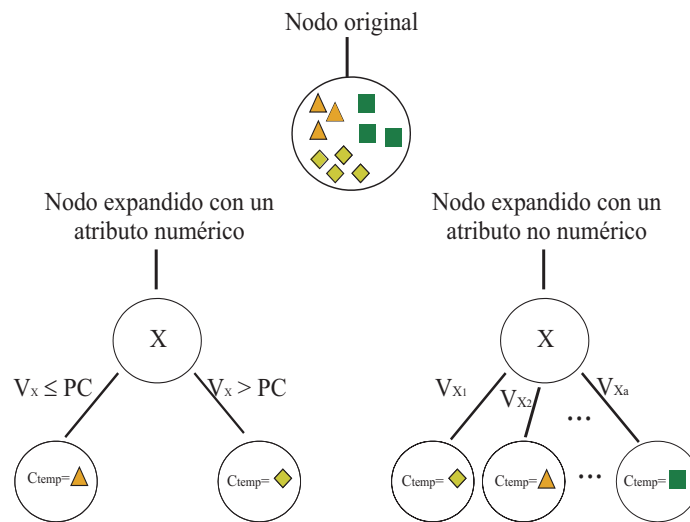 Nodo original
Nodo expandido con un
atributo numérico
Nodo expandido con un
atributo no numérico
X
X
Vx ≤ PC
Vx > PC
VX1
VX2
VXa
...
Ctemp=
Ctemp=
Ctemp=
Ctemp=
...
Ctemp=